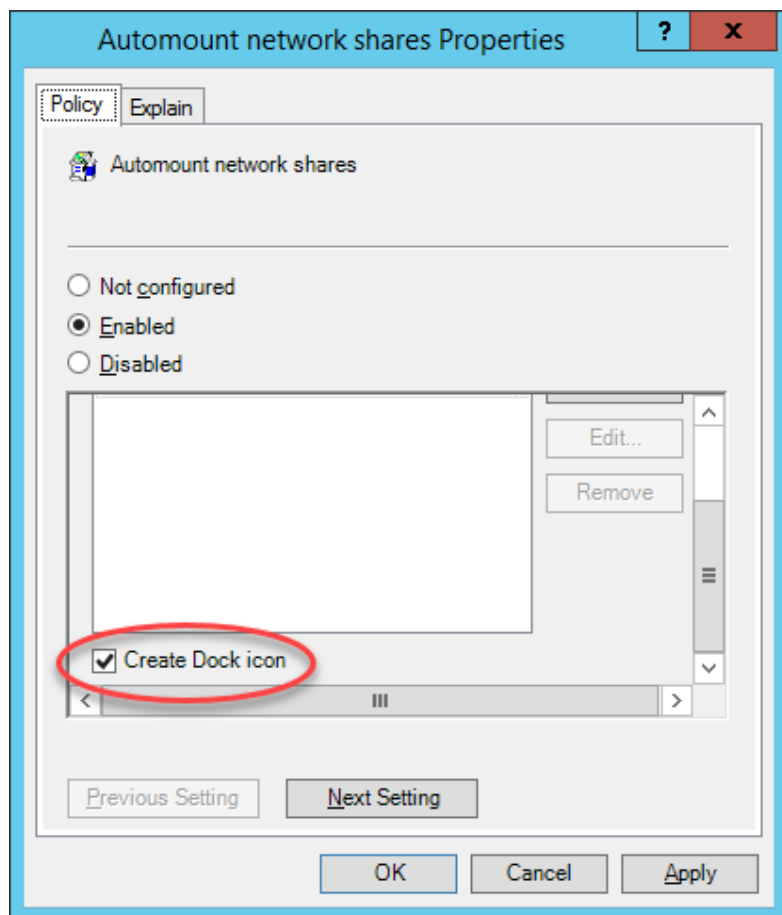 Automount network shares Properties
? x
Policy Explain
Automount network shares
Not configured
Enabled
Disabled
Edit...
Remove
Create Dock icon
Previous Setting Next Setting
OK Cancel Apply